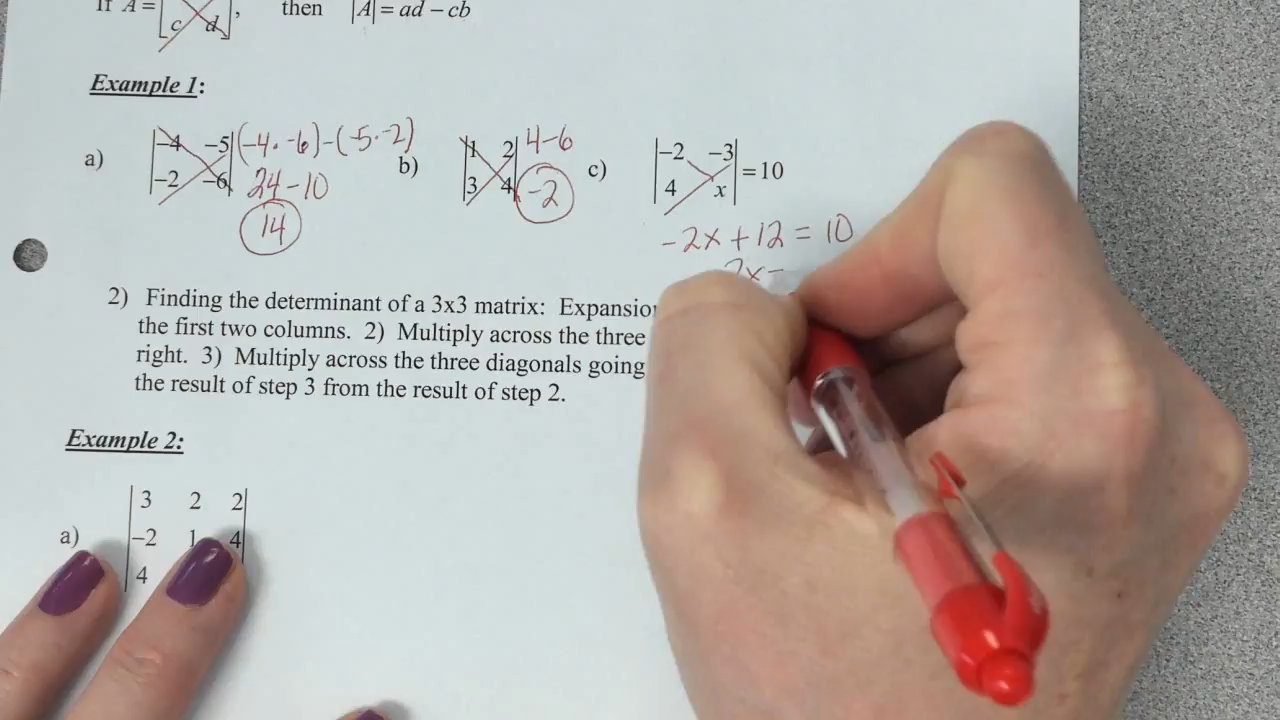 If A = [ c d ], then |A| = ad − cb
Example 1:
a) |−4 −5| (-4 · -6) - (-5 · -2)
|−2 −6| 24 - 10
14
b) |1 2| 4 - 6
|3 4| -2
c) |−2 −3|
|4 x| = 10
-2x + 12 = 10
2) Finding the determinant of a 3x3 matrix: Expansio
the first two columns. 2) Multiply across the three
right. 3) Multiply across the three diagonals going
the result of step 3 from the result of step 2.
Example 2:
a) |3 2 2|
|−2 1 4|
|4